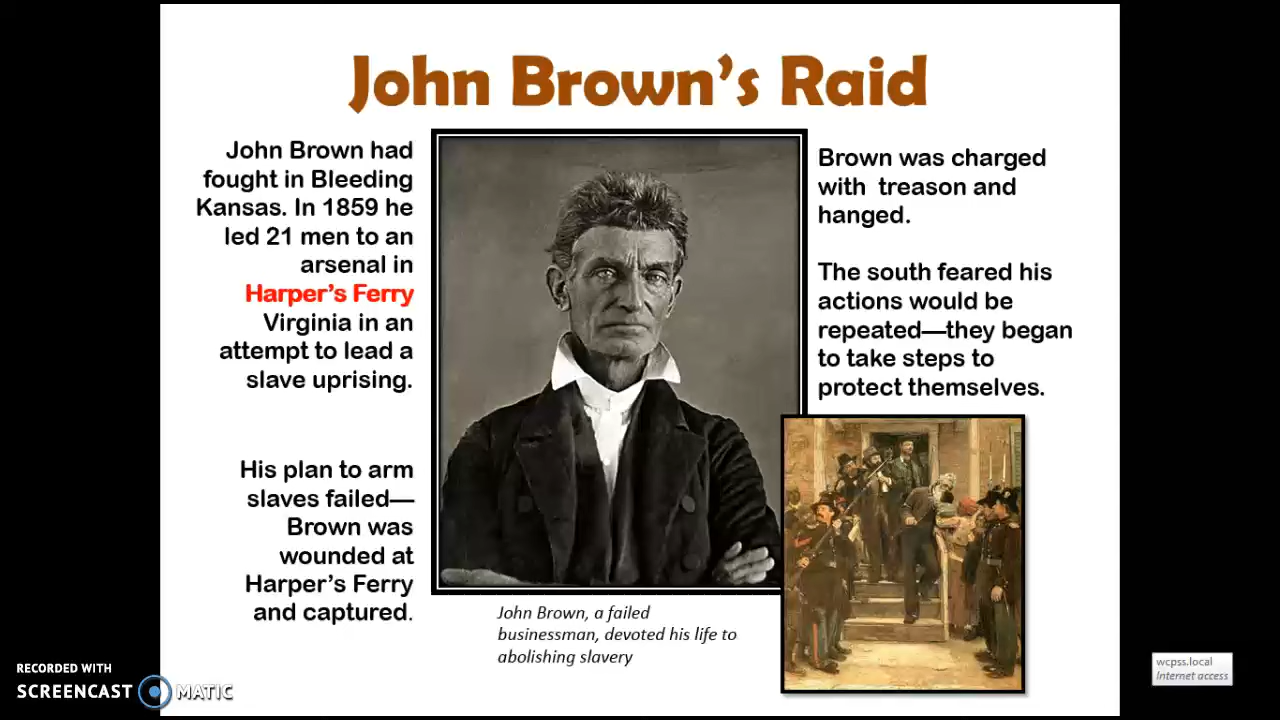 John Brown's Raid
John Brown had
fought in Bleeding
Kansas. In 1859 he
led 21 men to an
arsenal in
Harper's Ferry
Virginia in an
attempt to lead a
slave uprising.
His plan to arm
slaves failed—
Brown was
wounded at
Harper's Ferry
and captured.
Brown was charged
with treason and
hanged.
The south feared his
actions would be
repeated—they began
to take steps to
protect themselves.
John Brown, a failed
businessman, devoted his life to
abolishing slavery
RECORDED WITH
SCREENCAST MATIC
wcpss.local
Internet access